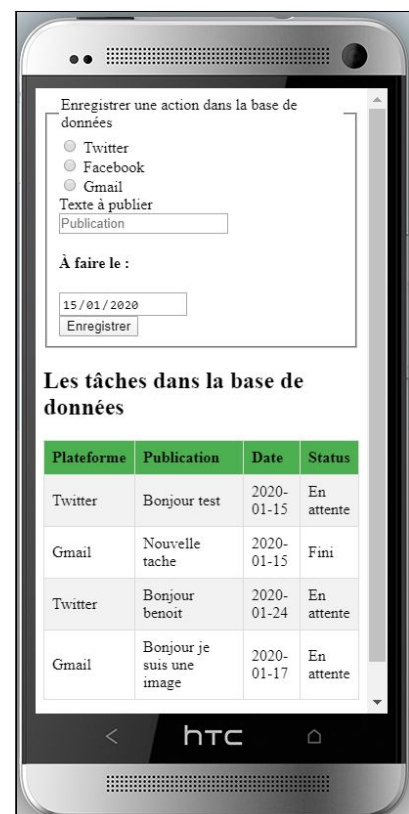 Enregistrer une action dans la base de
données
Twitter
Facebook
Gmail
Texte à publier
Publication
À faire le :
15/01/2020
Enregistrer
Les tâches dans la base de
données
Plateforme Publication Date Status
Twitter Bonjour test 2020-01-15 En attente
Gmail Nouvelle tache 2020-01-15 Fini
Twitter Bonjour benoit 2020-01-24 En attente
Gmail Bonjour je suis une image 2020-01-17 En attente
hTC